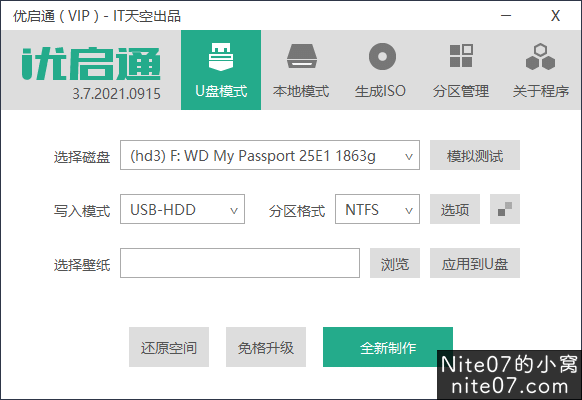 优启通 ( VIP ) - IT天空出品
X
优启通
3.7.2021.0915
U盘模式
本地模式
生成ISO
分区管理
关于程序
选择磁盘 (hd3) F: WD My Passport 25E1 1863g 模拟测试
写入模式 USB-HDD 分区格式 NTFS 选项
选择壁纸 浏览 应用到U盘
还原空间 免格升级 全新制作
Nite07的小窝
nite07.com